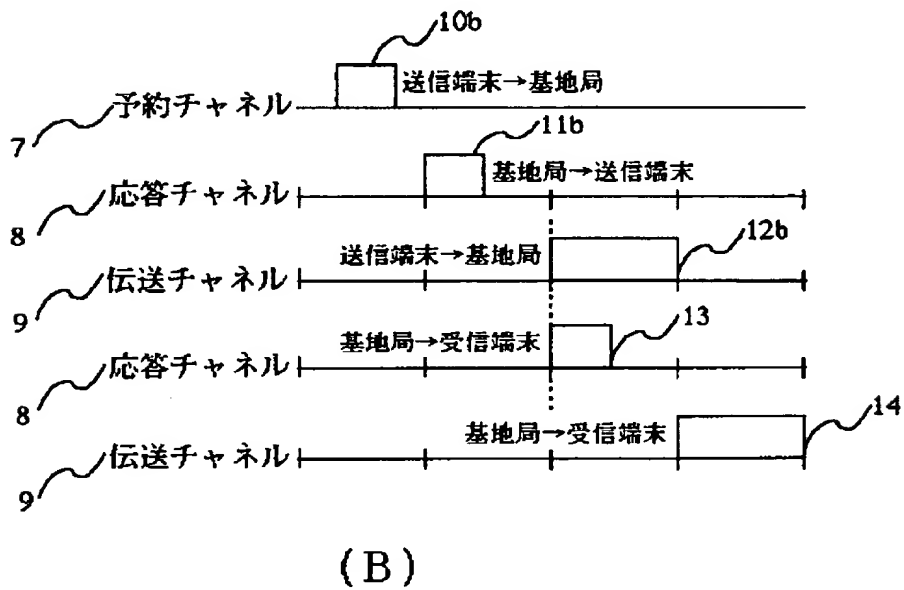 10b
送信端末→基地局
予約チャネル
7
11b
基地局→送信端末
応答チャネル
8
12b
送信端末→基地局
伝送チャネル
9
13
基地局→受信端末
応答チャネル
8
14
基地局→受信端末
伝送チャネル
9
(B)